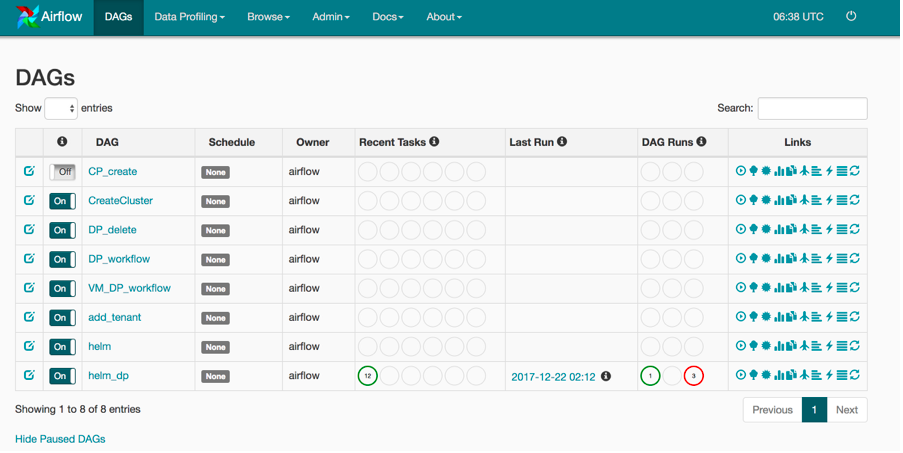 Airflow DAGs Data Profiling Browse Admin Docs About 06:38 UTC
DAGs
Show entries Search:
DAG Schedule Owner Recent Tasks Last Run DAG Runs Links
Off CP_create None airflow
On CreateCluster None airflow
On DP_delete None airflow
On DP_workflow None airflow
On VM_DP_workflow None airflow
On add_tenant None airflow
On helm None airflow
On helm_dp None airflow 12 2017-12-22 02:12 1 3
Showing 1 to 8 of 8 entries Previous 1 Next
Hide Paused DAGs